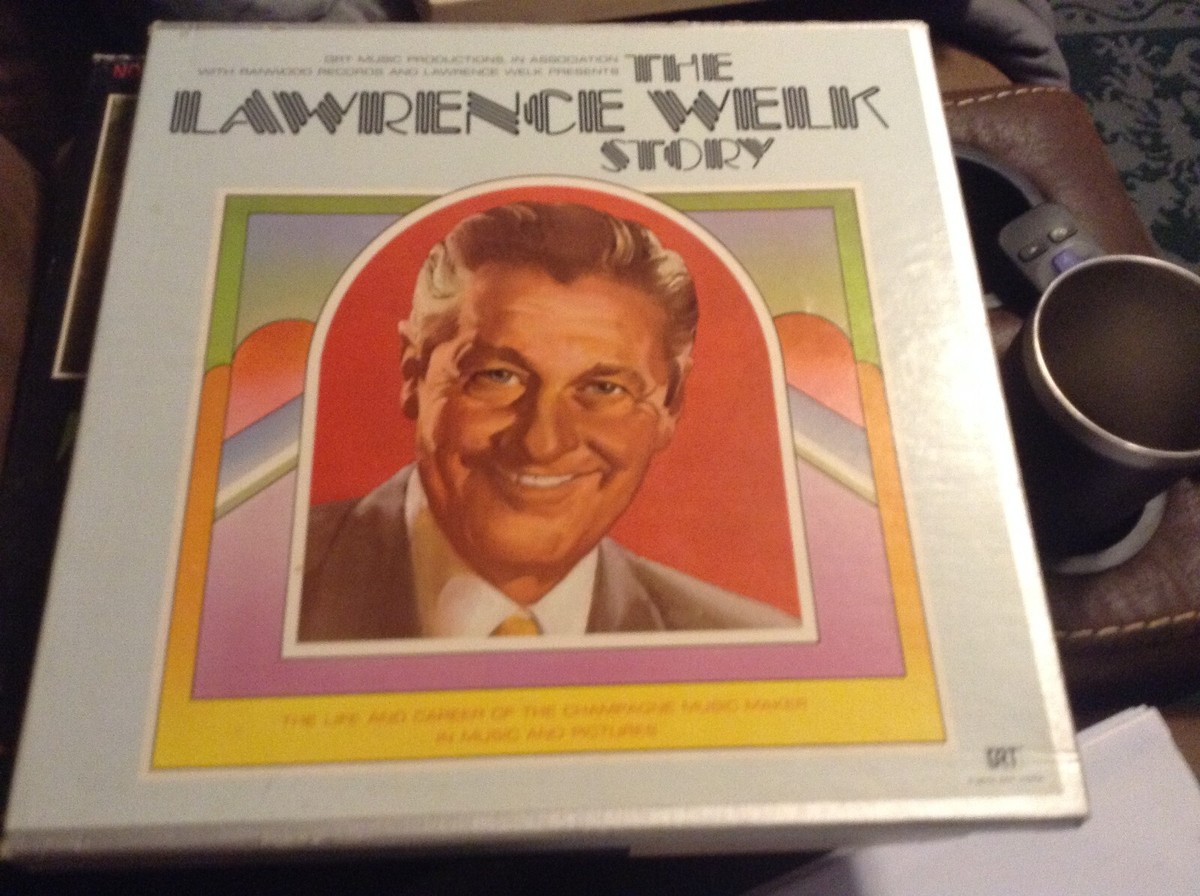 GRT MUSIC PRODUCTIONS, IN ASSOCIATION
WITH RANWOOD RECORDS AND LAWRENCE WELK PRESENTS
THE
LAWRENCE WELK
STORY
THE LIFE AND CAREER OF THE CHAMPAGNE MUSIC MAKER
IN MUSIC AND PICTURES
GRT